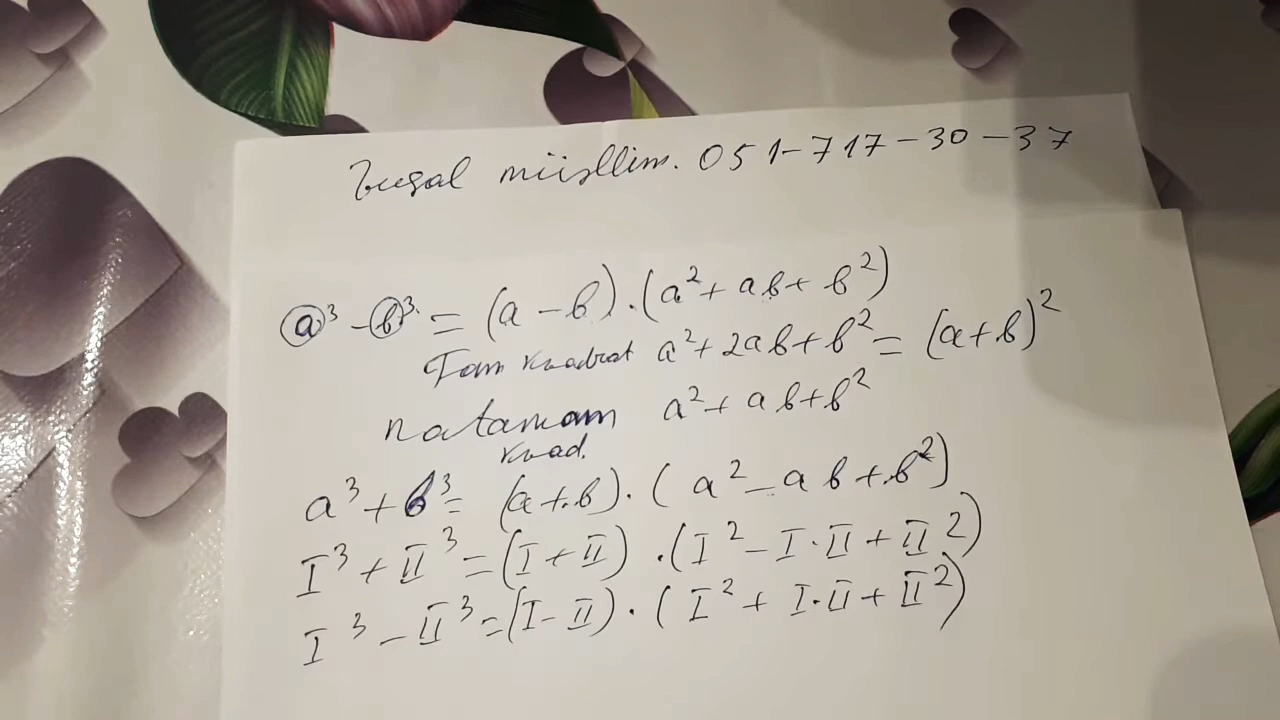 müəllim. 051-717-30-37
a³ - b³ = (a - b)·(a² + ab + b²)
Tam kvadrat a² + 2ab + b² = (a + b)²
natamam a² + ab + b²
kvad.
a³ + b³ = (a + b)·(a² - ab + b²)
I³ + II³ = (I + II)·(I² - I·II + II²)
I³ - II³ = (I - II)·(I² + I·II + II²)